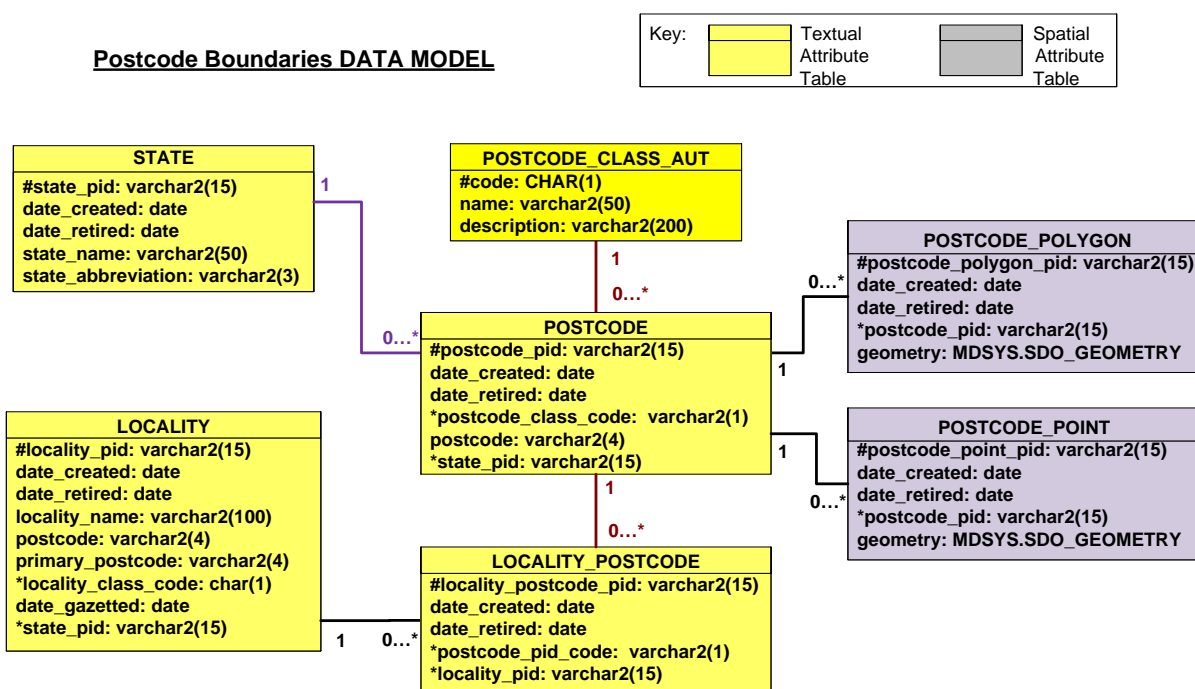 Postcode Boundaries DATA MODEL
Key:
Textual
Attribute
Table
Spatial
Attribute
Table
STATE
#state_pid: varchar2(15)
date_created: date
date_retired: date
state_name: varchar2(50)
state_abbreviation: varchar2(3)
1
0...*
POSTCODE_CLASS_AUT
#code: CHAR(1)
name: varchar2(50)
description: varchar2(200)
1
0...*
POSTCODE
#postcode_pid: varchar2(15)
date_created: date
date_retired: date
*postcode_class_code:  varchar2(1)
postcode: varchar2(4)
*state_pid: varchar2(15)
1
0...*
POSTCODE_POLYGON
#postcode_polygon_pid: varchar2(15)
date_created: date
date_retired: date
*postcode_pid: varchar2(15)
geometry: MDSYS.SDO_GEOMETRY
0...*
1
POSTCODE_POINT
#postcode_point_pid: varchar2(15)
date_created: date
date_retired: date
*postcode_pid: varchar2(15)
geometry: MDSYS.SDO_GEOMETRY
1
0...*
LOCALITY
#locality_pid: varchar2(15)
date_created: date
date_retired: date
locality_name: varchar2(100)
postcode: varchar2(4)
primary_postcode: varchar2(4)
*locality_class_code: char(1)
date_gazetted: date
*state_pid: varchar2(15)
1
0...*
LOCALITY_POSTCODE
#locality_postcode_pid: varchar2(15)
date_created: date
date_retired: date
*postcode_pid_code:  varchar2(1)
*locality_pid: varchar2(15)